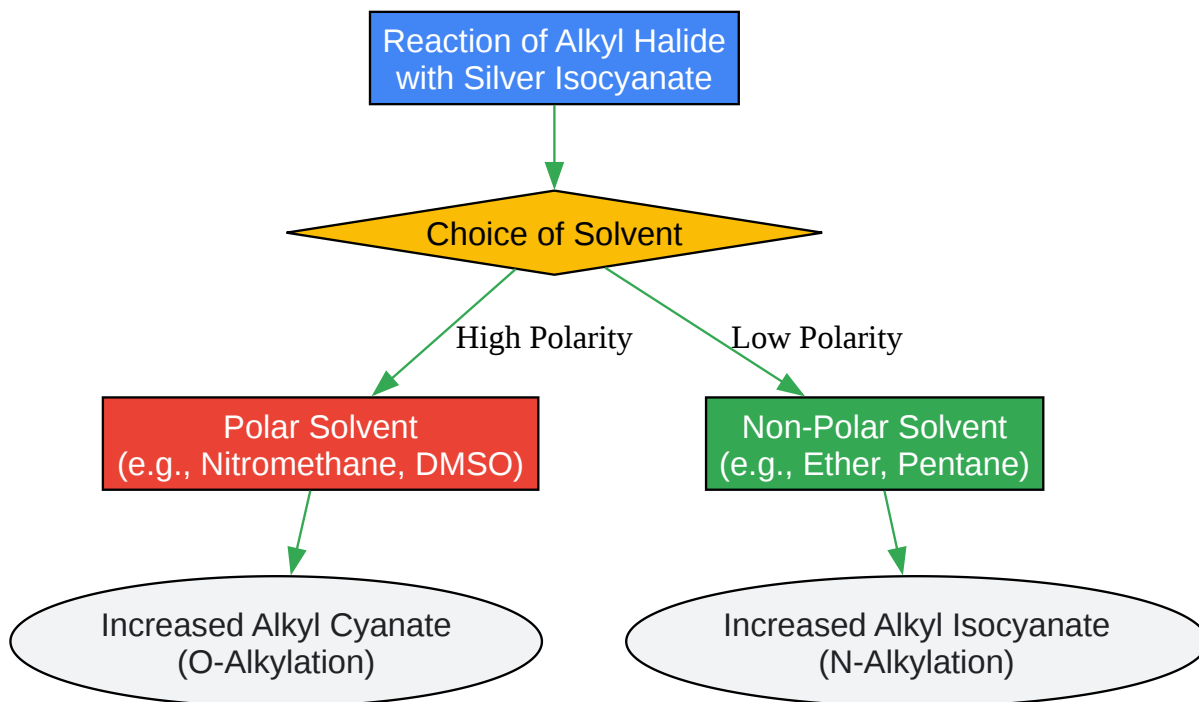 Reaction of Alkyl Halide
with Silver Isocyanate
Choice of Solvent
High Polarity
Low Polarity
Polar Solvent
(e.g., Nitromethane, DMSO)
Non-Polar Solvent
(e.g., Ether, Pentane)
Increased Alkyl Cyanate
(O-Alkylation)
Increased Alkyl Isocyanate
(N-Alkylation)